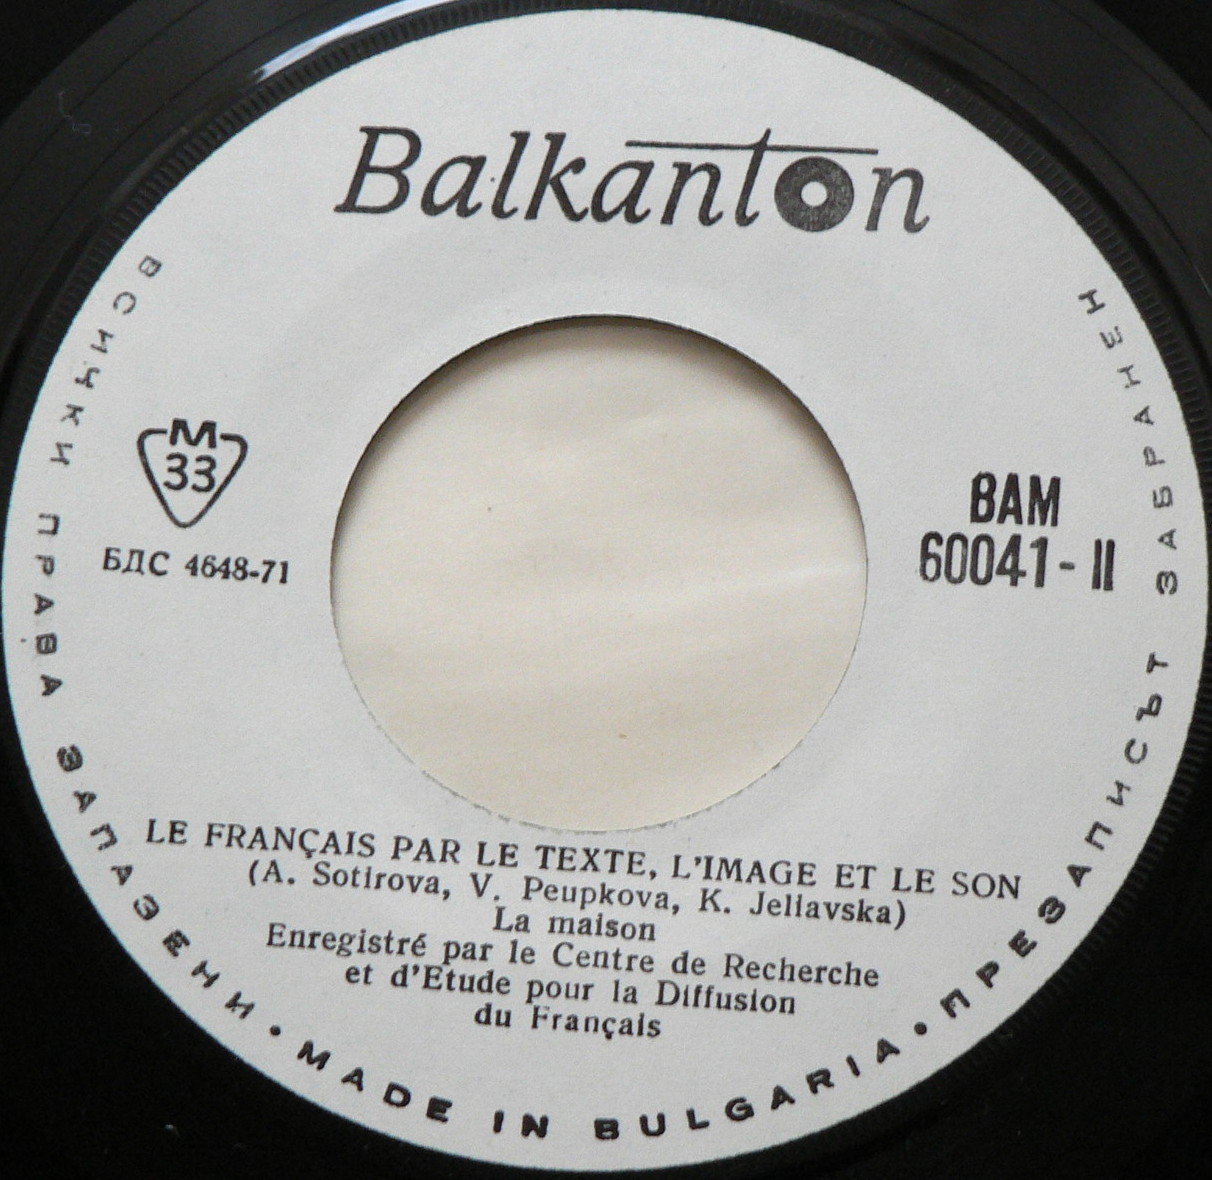 Balkanton
M
33
БДС 4648-71
ВАМ
60041-II
LE FRANÇAIS PAR LE TEXTE, L'IMAGE ET LE SON
(A. Sotirova, V. Peupkova, K. Jeliavska)
La maison
Enregistré par le Centre de Recherche
et d'Etude pour la Diffusion
du Français
ВСИЧКИ ПРАВА ЗАПАЗЕНИ • MADE IN BULGARIA • ПРЕЗАПИСЪТ ЗАБРАНЕН